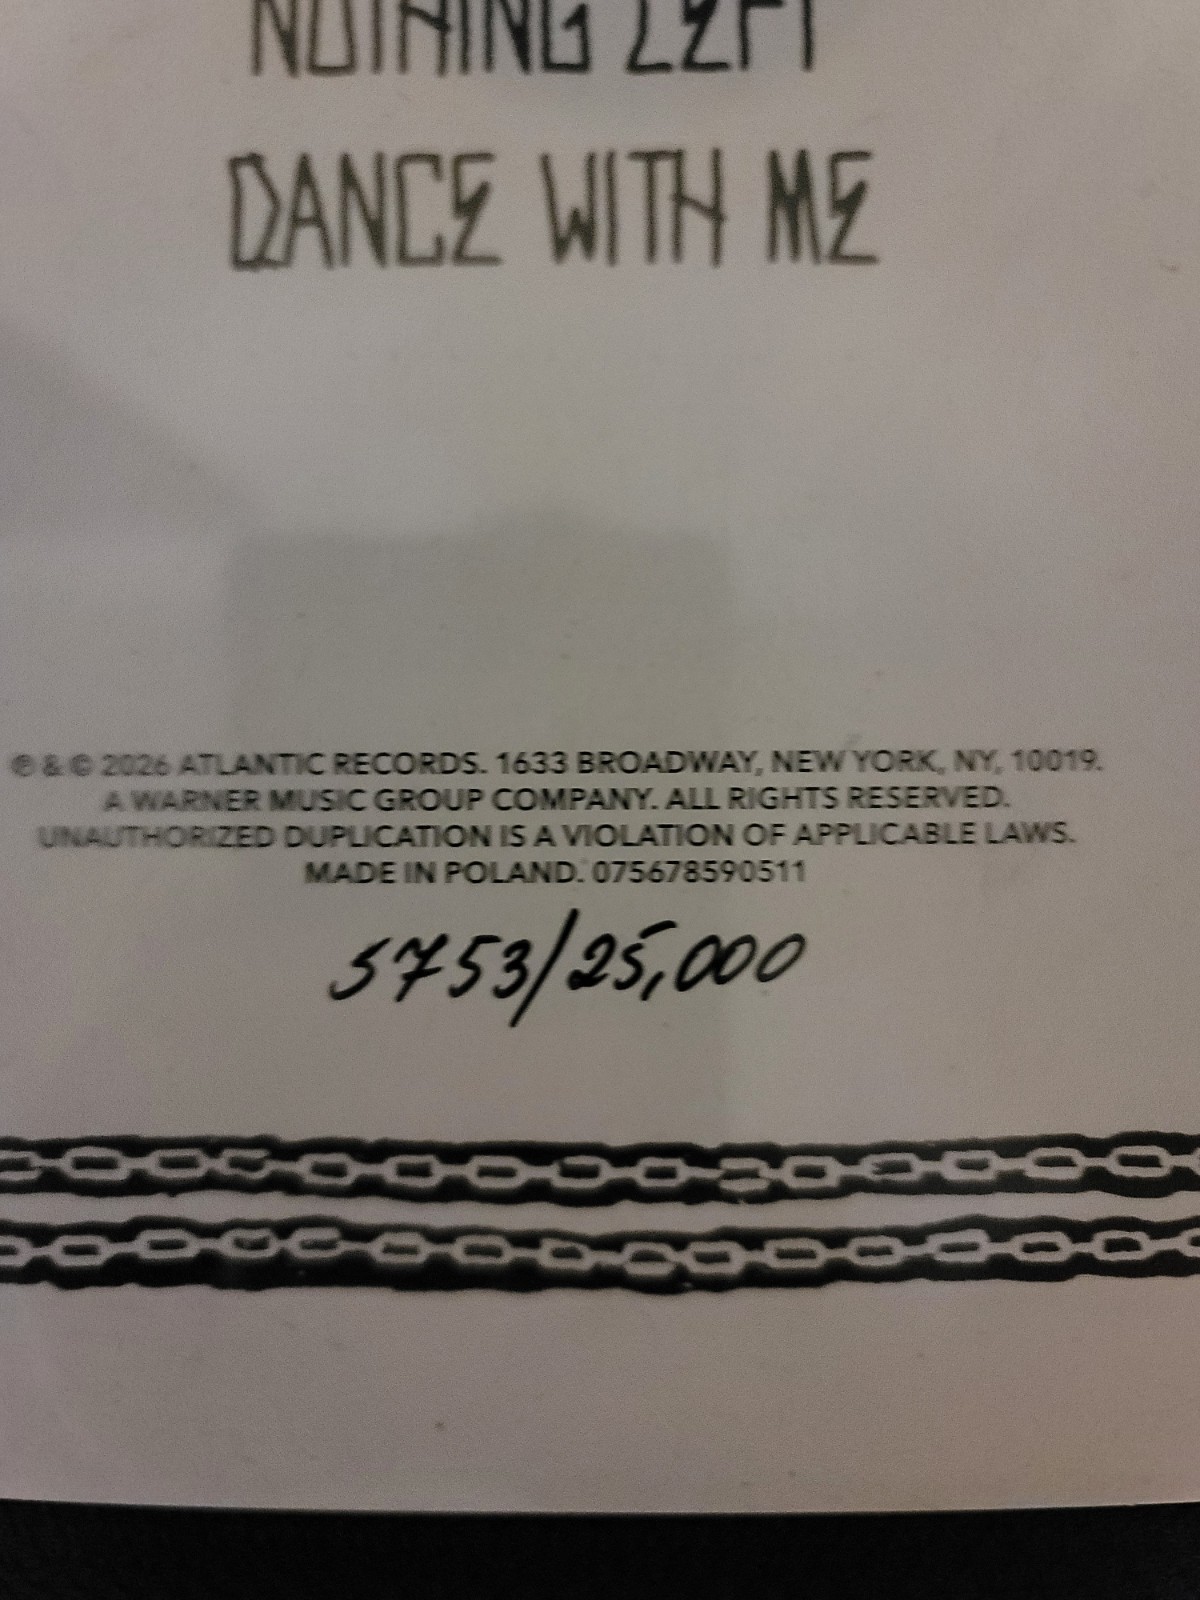 NOTHING LEFT
DANCE WITH ME
℗ & © 2026 ATLANTIC RECORDS. 1633 BROADWAY, NEW YORK, NY, 10019.
A WARNER MUSIC GROUP COMPANY. ALL RIGHTS RESERVED.
UNAUTHORIZED DUPLICATION IS A VIOLATION OF APPLICABLE LAWS.
MADE IN POLAND. 075678590511
5753/25,000